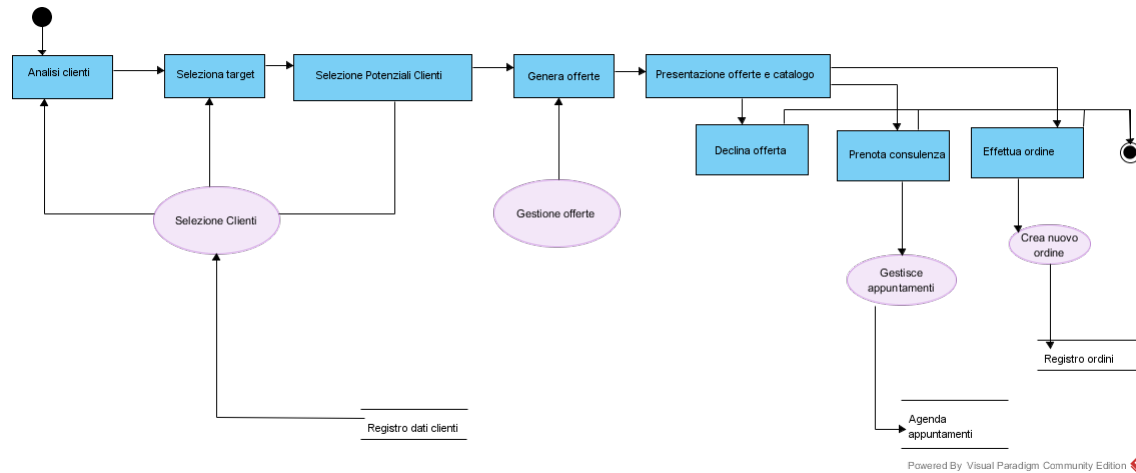 Analisi clienti
Seleziona target
Selezione Potenziali Clienti
Genera offerte
Presentazione offerte e catalogo
Declina offerta
Prenota consulenza
Effettua ordine
Selezione Clienti
Gestione offerte
Crea nuovo
ordine
Gestisce
appuntamenti
Registro ordini
Registro dati clienti
Agenda
appuntamenti
Powered By Visual Paradigm Community Edition